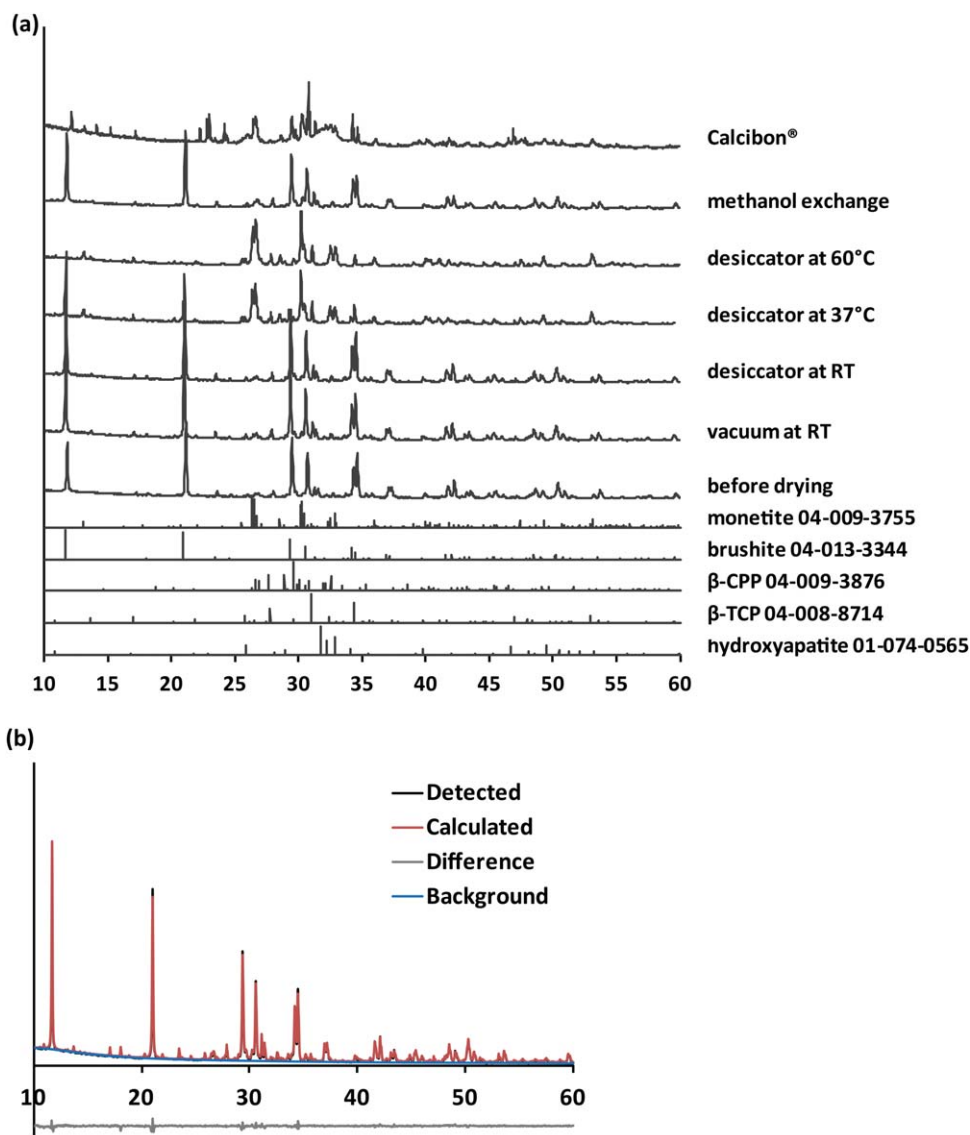 (a)
Calcibon®
methanol exchange
desiccator at 60°C
desiccator at 37°C
desiccator at RT
vacuum at RT
before drying
monetite 04-009-3755
brushite 04-013-3344
β-CPP 04-009-3876
β-TCP 04-008-8714
hydroxyapatite 01-074-0565
10 15 20 25 30 35 40 45 50 55 60
(b)
Detected
Calculated
Difference
Background
10 20 30 40 50 60